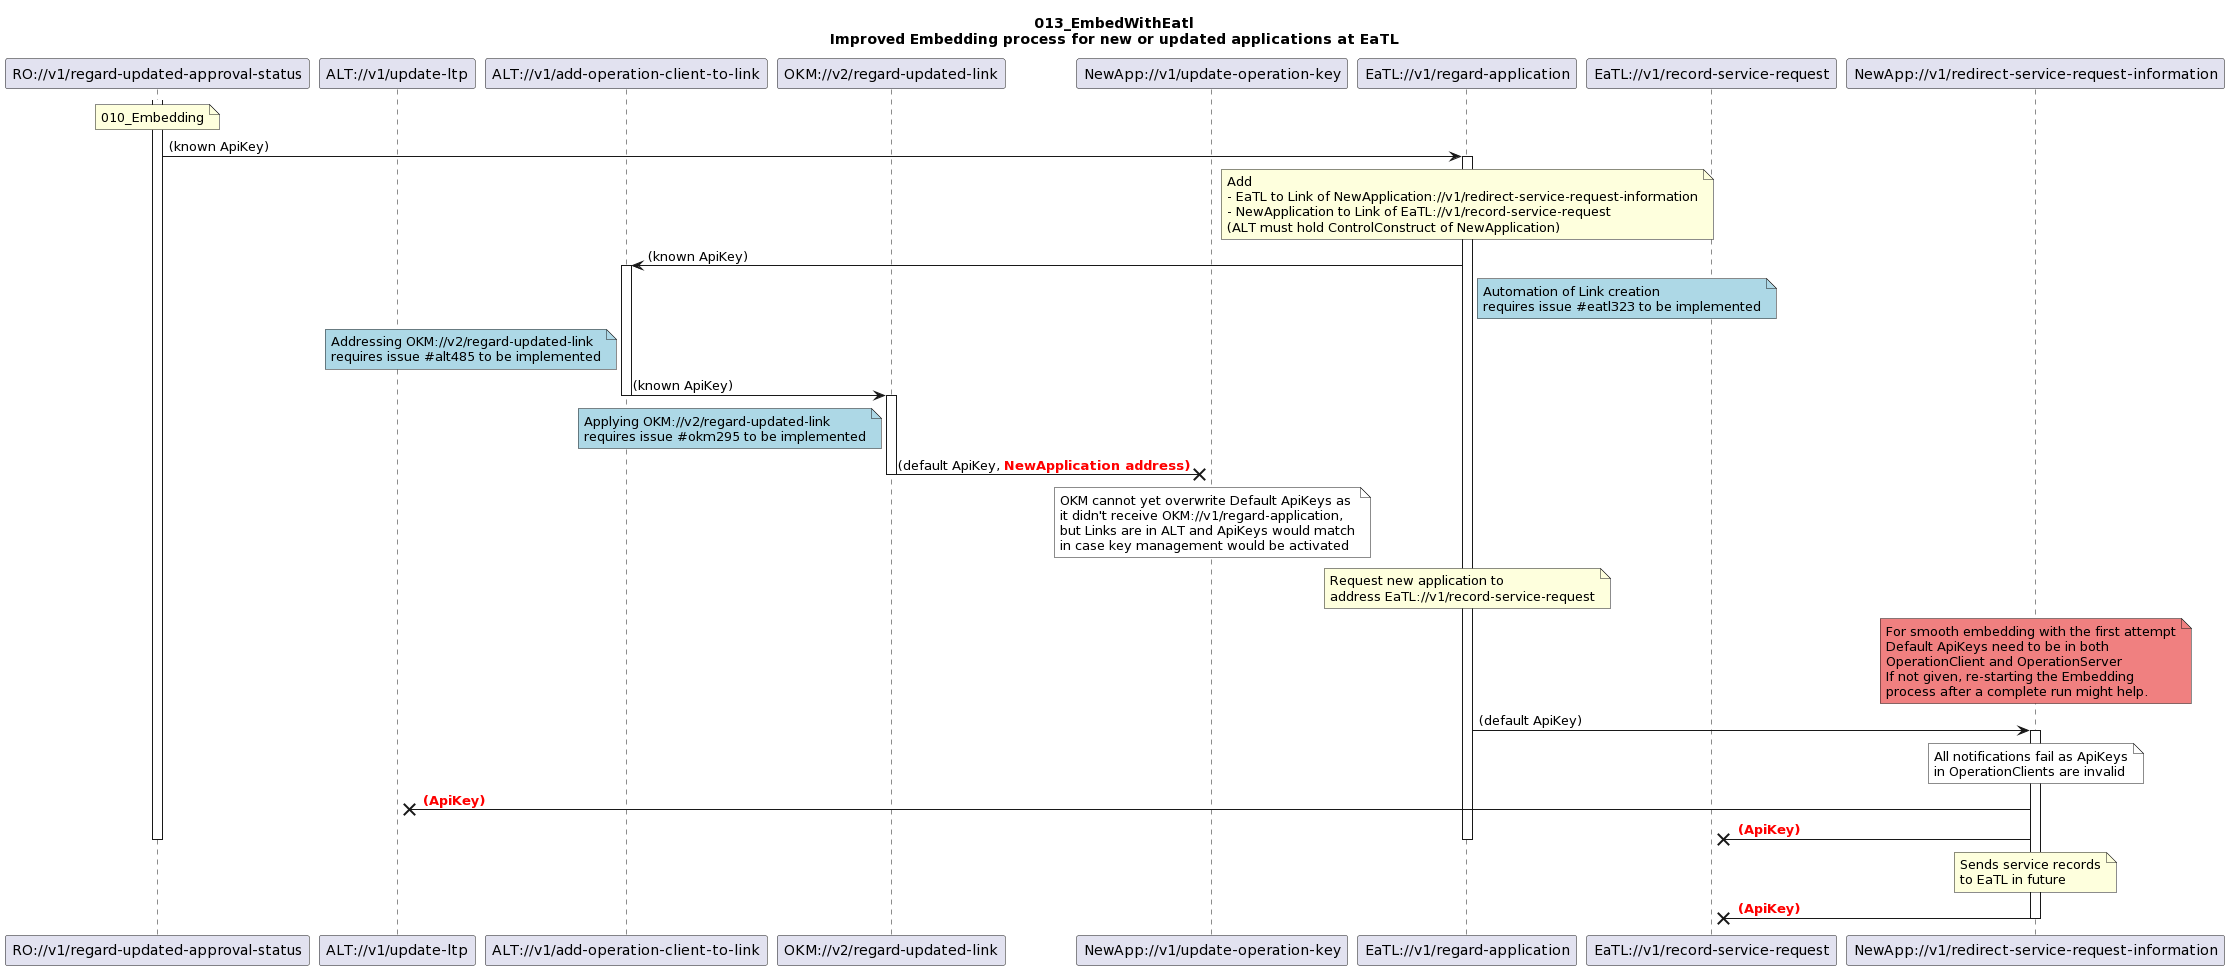 013_EmbedWithEatl
Improved Embedding process for new or updated applications at EaTL
RO://v1/regard-updated-approval-status
ALT://v1/update-ltp
ALT://v1/add-operation-client-to-link
OKM://v2/regard-updated-link
NewApp://v1/update-operation-key
EaTL://v1/regard-application
EaTL://v1/record-service-request
NewApp://v1/redirect-service-request-information
010_Embedding
(known ApiKey)
Add
- EaTL to Link of NewApplication://v1/redirect-service-request-information
- NewApplication to Link of EaTL://v1/record-service-request
(ALT must hold ControlConstruct of NewApplication)
(known ApiKey)
Automation of Link creation
requires issue #eatl323 to be implemented
Addressing OKM://v2/regard-updated-link
requires issue #alt485 to be implemented
(known ApiKey)
Applying OKM://v2/regard-updated-link
requires issue #okm295 to be implemented
(default ApiKey, NewApplication address)
OKM cannot yet overwrite Default ApiKeys as
it didn't receive OKM://v1/regard-application,
but Links are in ALT and ApiKeys would match
in case key management would be activated
Request new application to
address EaTL://v1/record-service-request
For smooth embedding with the first attempt
Default ApiKeys need to be in both
OperationClient and OperationServer
If not given, re-starting the Embedding
process after a complete run might help.
(default ApiKey)
All notifications fail as ApiKeys
in OperationClients are invalid
(ApiKey)
(ApiKey)
Sends service records
to EaTL in future
(ApiKey)
RO://v1/regard-updated-approval-status
ALT://v1/update-ltp
ALT://v1/add-operation-client-to-link
OKM://v2/regard-updated-link
NewApp://v1/update-operation-key
EaTL://v1/regard-application
EaTL://v1/record-service-request
NewApp://v1/redirect-service-request-information